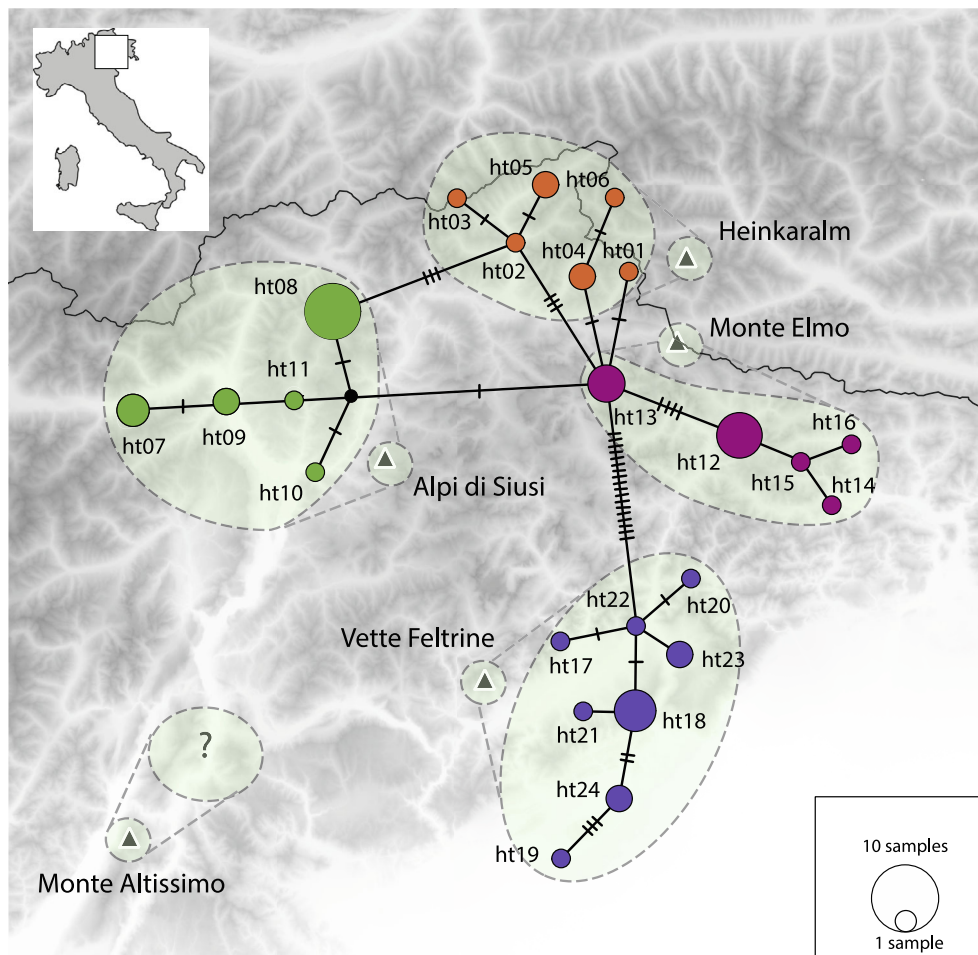 ht05
ht06
ht03
Heinkaralm
ht02
ht04
ht01
ht08
Monte Elmo
ht11
ht13
ht16
ht07
ht09
ht12
ht15
ht14
ht10
Alpi di Siusi
ht22
ht20
Vette Feltrine
ht17
ht23
ht21
ht18
?
ht24
ht19
Monte Altissimo
10 samples
1 sample